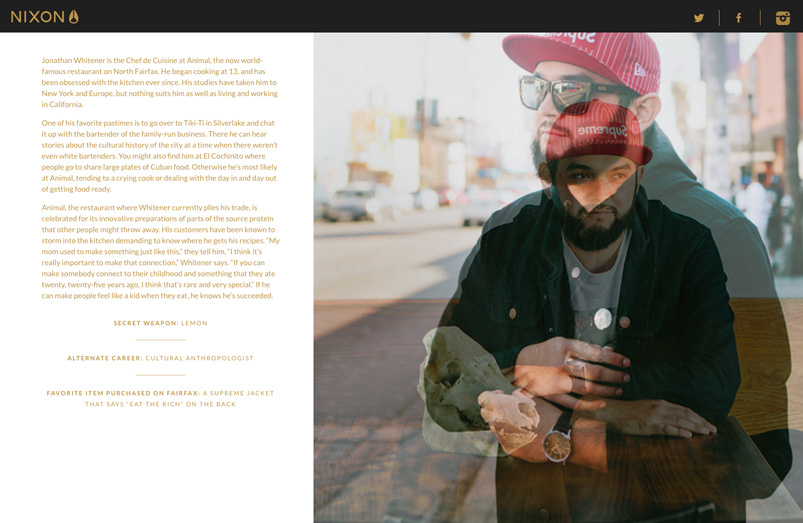 NIXON
Jonathan Whitener is the Chef de Cuisine at Animal, the now world-
famous restaurant on North Fairfax. He began cooking at 13, and has
been obsessed with the kitchen ever since. His studies have taken him to
New York and Europe, but nothing suits him as well as living and working
in California.
One of his favorite pastimes is to go over to Tiki-Ti in Silverlake and chat
it up with the bartender of the family-run business. There he can hear
stories about the cultural history of the city at a time when there weren't
even white bartenders. You might also find him at El Cochinito where
people go to share large plates of Cuban food. Otherwise he's most likely
at Animal, tending to a crying cook or dealing with the day in and day out
of getting food ready.
Animal, the restaurant where Whitener currently plies his trade, is
celebrated for its innovative preparations of parts of the source protein
that other people might throw away. His customers have been known to
storm into the kitchen demanding to know where he gets his recipes. "My
mom used to make something just like this," they tell him. "I think it's
really important to make that connection," Whitener says. "If you can
make somebody connect to their childhood and something that they ate
twenty, twenty-five years ago, I think that's rare and very special." If he
can make people feel like a kid when they eat, he knows he's succeeded.
SECRET WEAPON: LEMON
ALTERNATE CAREER: CULTURAL ANTHROPOLOGIST
FAVORITE ITEM PURCHASED ON FAIRFAX: A SUPREME JACKET
THAT SAYS "EAT THE RICH" ON THE BACK
Supreme